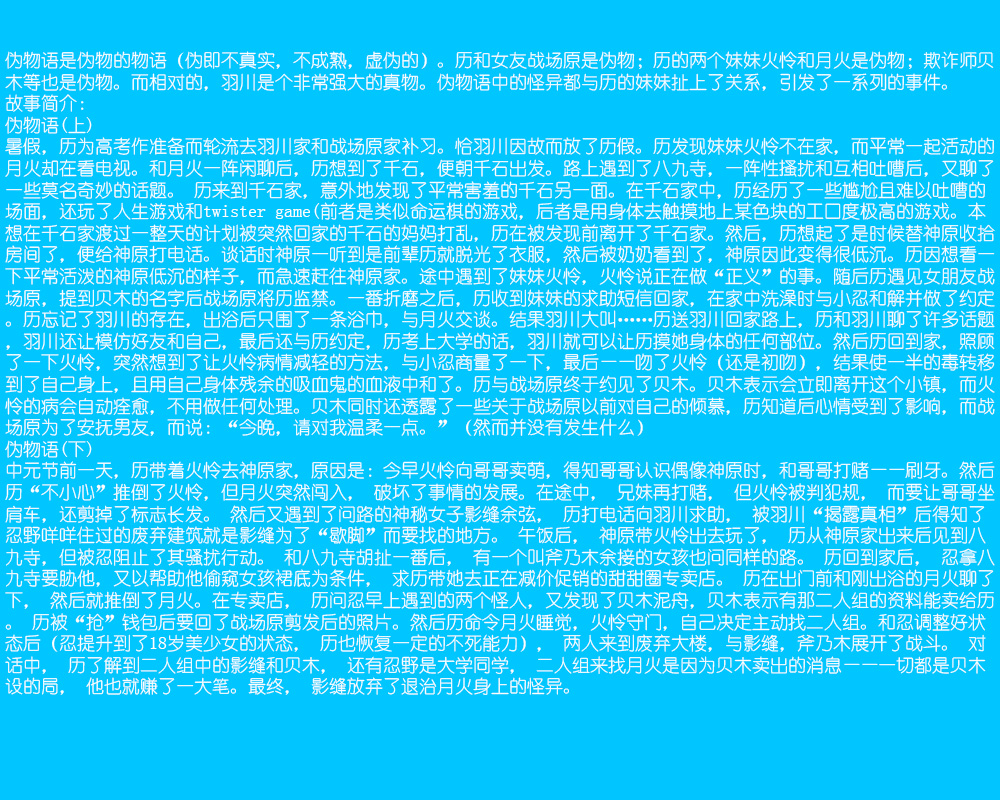 伪物语是伪物的物语（伪即不真实，不成熟，虚伪的）。历和女友战场原是伪物；历的两个妹妹火怜和月火是伪物；欺诈师贝
木等也是伪物。而相对的，羽川是个非常强大的真物。伪物语中的怪异都与历的妹妹扯上了关系，引发了一系列的事件。
故事简介：
伪物语(上)
暑假，历为高考作准备而轮流去羽川家和战场原家补习。恰羽川因故而放了历假。历发现妹妹火怜不在家，而平常一起活动的
月火却在看电视。和月火一阵闲聊后，历想到了千石，便朝千石出发。路上遇到了八九寺，一阵性搔扰和互相吐嘈后，又聊了
一些莫名奇妙的话题。 历来到千石家，意外地发现了平常害羞的千石另一面。在千石家中，历经历了一些尴尬且难以吐嘈的
场面，还玩了人生游戏和twister game(前者是类似命运棋的游戏，后者是用身体去触摸地上某色块的工口度极高的游戏。本
想在千石家渡过一整天的计划被突然回家的千石的妈妈打乱，历在被发现前离开了千石家。然后，历想起了是时候替神原收拾
房间了，便给神原打电话。谈话时神原一听到是前辈历就脱光了衣服，然后被奶奶看到了，神原因此变得很低沉。历因想看一
下平常活泼的神原低沉的样子，而急速赶往神原家。途中遇到了妹妹火怜，火怜说正在做“正义”的事。随后历遇见女朋友战
场原，提到贝木的名字后战场原将历监禁。一番折磨之后，历收到妹妹的求助短信回家，在家中洗澡时与小忍和解并做了约定
。历忘记了羽川的存在，出浴后只围了一条浴巾，与月火交谈。结果羽川大叫……历送羽川回家路上，历和羽川聊了许多话题
，羽川还让模仿好友和自己，最后还与历约定，历考上大学的话，羽川就可以让历摸她身体的任何部位。然后历回到家，照顾
了一下火怜，突然想到了让火怜病情减轻的方法，与小忍商量了一下，最后——吻了火怜（还是初吻），结果使一半的毒转移
到了自己身上，且用自己身体残余的吸血鬼的血液中和了。历与战场原终于约见了贝木。贝木表示会立即离开这个小镇，而火
怜的病会自动痊愈，不用做任何处理。贝木同时还透露了一些关于战场原以前对自己的倾慕，历知道后心情受到了影响，而战
场原为了安抚男友，而说：“今晚，请对我温柔一点。”（然而并没有发生什么）
伪物语(下)
中元节前一天，历带着火怜去神原家，原因是：今早火怜向哥哥卖萌，得知哥哥认识偶像神原时，和哥哥打赌——刷牙。然后
历“不小心”推倒了火怜，但月火突然闯入， 破坏了事情的发展。在途中， 兄妹再打赌， 但火怜被判犯规， 而要让哥哥坐
肩车，还剪掉了标志长发。 然后又遇到了问路的神秘女子影缝余弦， 历打电话向羽川求助， 被羽川“揭露真相”后得知了
忍野咩咩住过的废弃建筑就是影缝为了“歇脚”而要找的地方。 午饭后， 神原带火怜出去玩了， 历从神原家出来后见到八
九寺，但被忍阻止了其骚扰行动。 和八九寺胡扯一番后， 有一个叫斧乃木余接的女孩也问同样的路。 历回到家后， 忍拿八
九寺要胁他，又以帮助他偷窥女孩裙底为条件， 求历带她去正在减价促销的甜甜圈专卖店。 历在出门前和刚出浴的月火聊了
下， 然后就推倒了月火。在专卖店， 历问忍早上遇到的两个怪人，又发现了贝木泥舟，贝木表示有那二人组的资料能卖给历
。 历被“抢”钱包后要回了战场原剪发后的照片。然后历命令月火睡觉，火怜守门，自己决定主动找二人组。和忍调整好状
态后（忍提升到了18岁美少女的状态， 历也恢复一定的不死能力）， 两人来到废弃大楼，与影缝，斧乃木展开了战斗。 对
话中， 历了解到二人组中的影缝和贝木， 还有忍野是大学同学， 二人组来找月火是因为贝木卖出的消息——一切都是贝木
设的局， 他也就赚了一大笔。最终， 影缝放弃了退治月火身上的怪异。